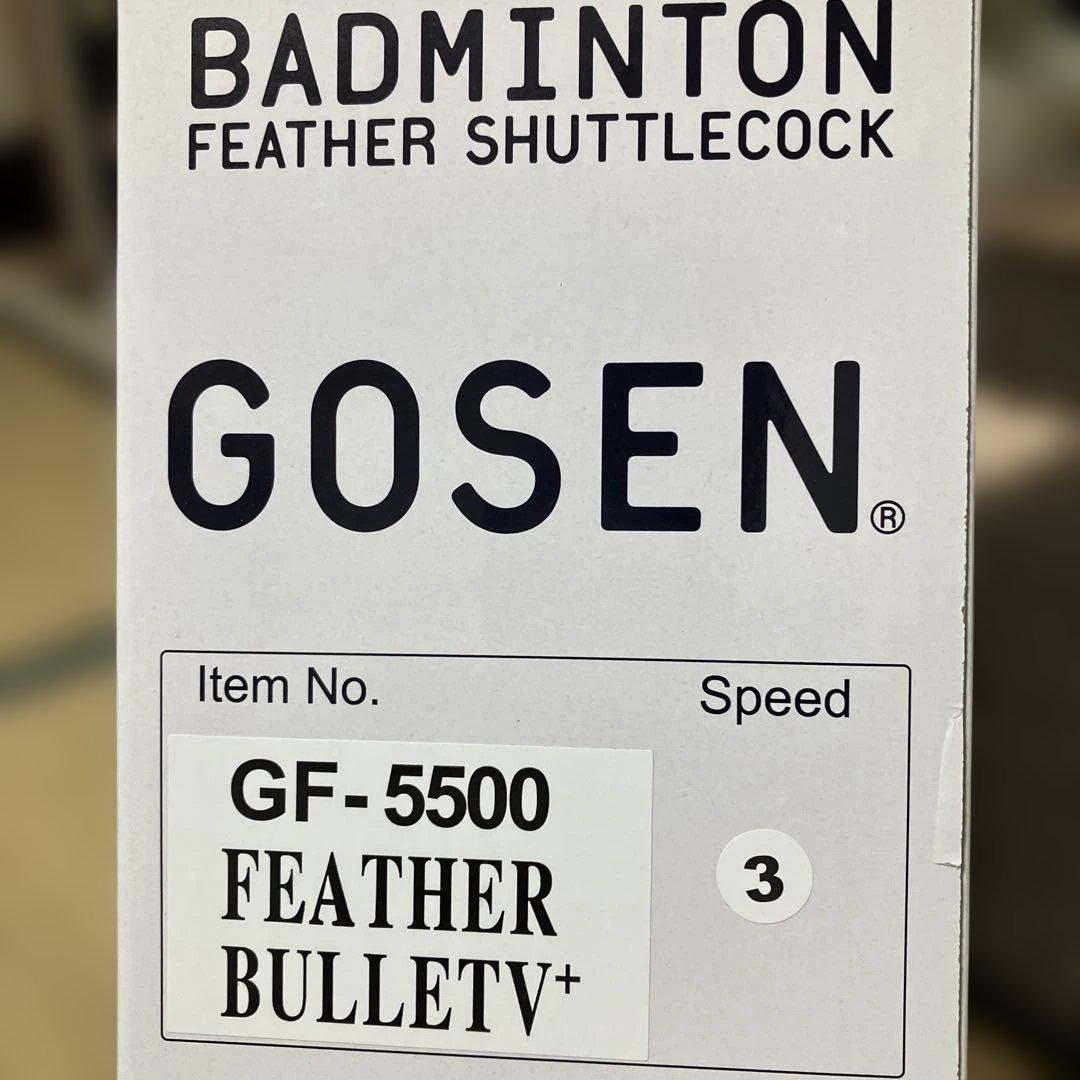 BADMINTON
FEATHER SHUTTLECOCK
GOSEN®
Item No. Speed
GF-5500
FEATHER
BULLETV+
3